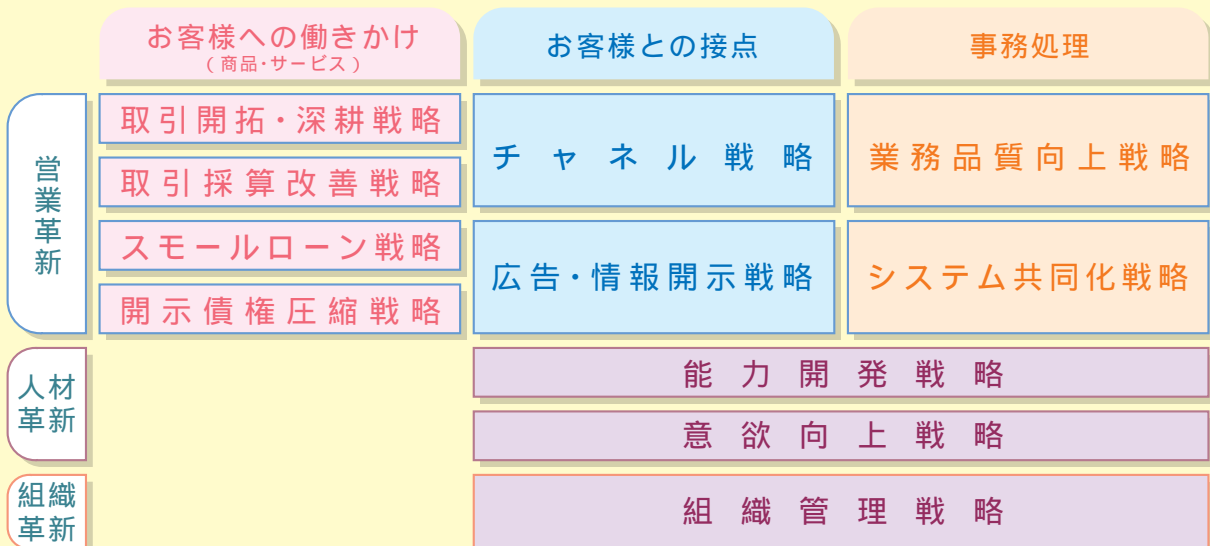 お客様への働きかけ
(商品・サービス)
お客様との接点
事務処理
営業革新
取引開拓・深耕戦略
取引採算改善戦略
スモールローン戦略
開示債権圧縮戦略
チャネル戦略
広告・情報開示戦略
業務品質向上戦略
システム共同化戦略
人材
革新
能力開発戦略
意欲向上戦略
組織
革新
組織管理戦略